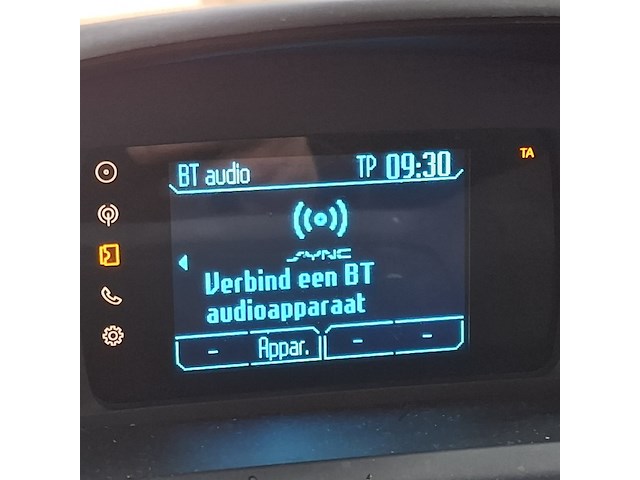 BT audio TP 09:30
TA
SYNC
Verbind een BT
audioapparaat
- Appar. - -